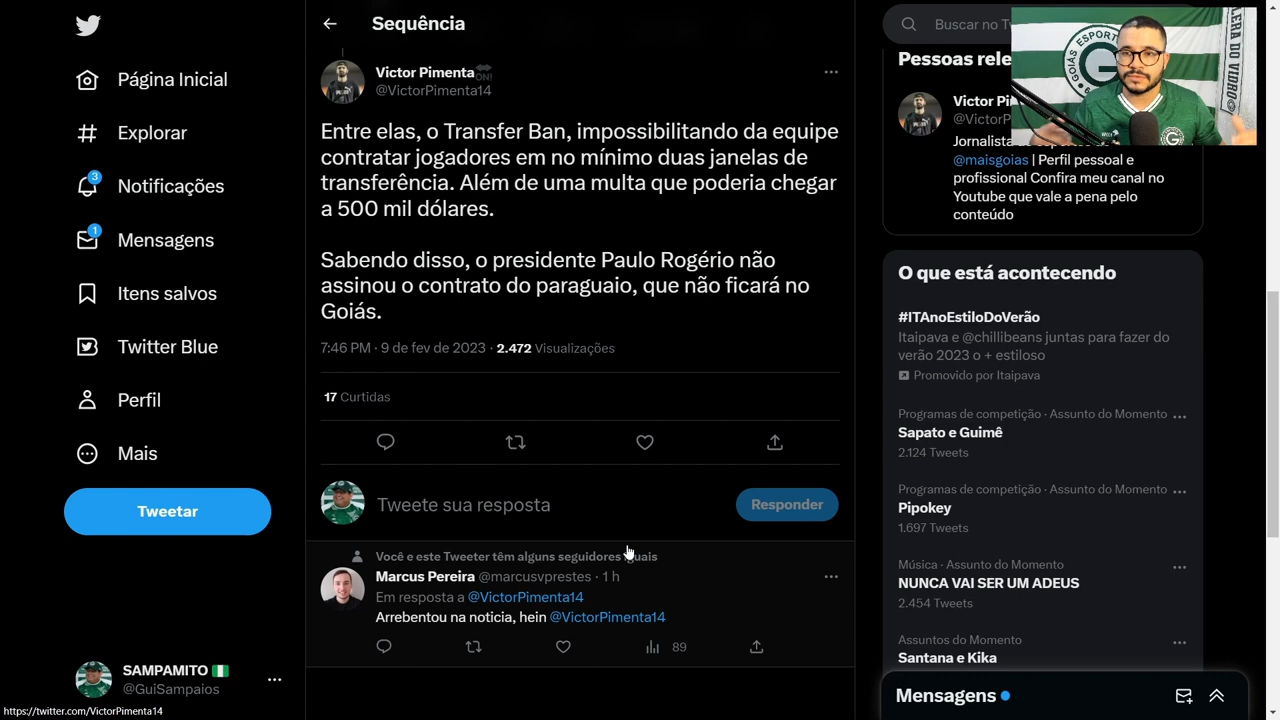 Página Inicial
Explorar
3
Notificações
1
Mensagens
Itens salvos
Twitter Blue
Perfil
Mais
Tweetar
SAMPAMITO
@GuiSampaios
https://twitter.com/VictorPimenta14
Sequência
Victor Pimenta
@VictorPimenta14
Entre elas, o Transfer Ban, impossibilitando da equipe
contratar jogadores em no mínimo duas janelas de
transferência. Além de uma multa que poderia chegar
a 500 mil dólares.
Sabendo disso, o presidente Paulo Rogério não
assinou o contrato do paraguaio, que não ficará no
Goiás.
7:46 PM · 9 de fev de 2023 · 2.472 Visualizações
17 Curtidas
Tweete sua resposta
Responder
Você e este Tweeter têm alguns seguidores iguais
Marcus Pereira @marcusvprestes · 1 h
Em resposta a @VictorPimenta14
Arrebentou na noticia, hein @VictorPimenta14
89
Buscar no
Pessoas
Victor
Jornalista
@maisgoias | Perfil pessoal e
profissional Confira meu canal no
Youtube que vale a pena pelo
conteúdo
O que está acontecendo
#ITAnoEstiloDoVerão
Itaipava e @chillibeans juntas para fazer do
verão 2023 o + estiloso
Promovido por Itaipava
Programas de competição · Assunto do Momento
Sapato e Guimê
2.124 Tweets
Programas de competição · Assunto do Momento
Pipokey
1.697 Tweets
Música · Assunto do Momento
NUNCA VAI SER UM ADEUS
2.454 Tweets
Assuntos do Momento
Santana e Kika
Mensagens